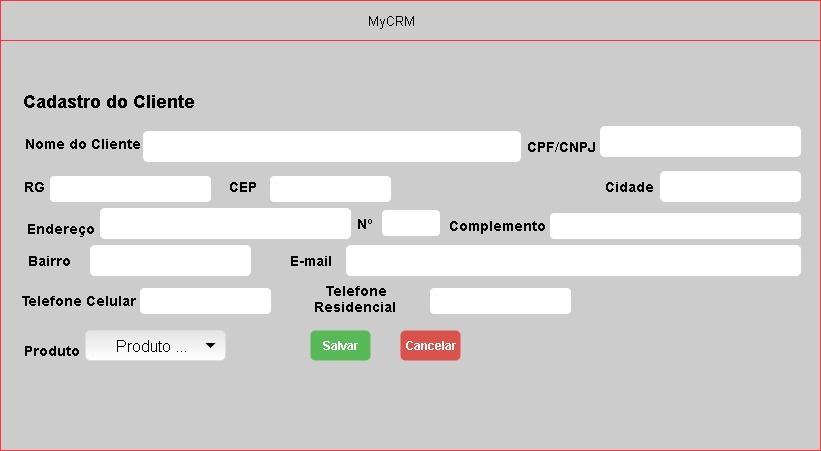 MyCRM
Cadastro do Cliente
Nome do Cliente CPF/CNPJ
RG CEP Cidade
Endereço Nº Complemento
Bairro E-mail
Telefone Celular Telefone
Residencial
Produto Produto ... Salvar Cancelar